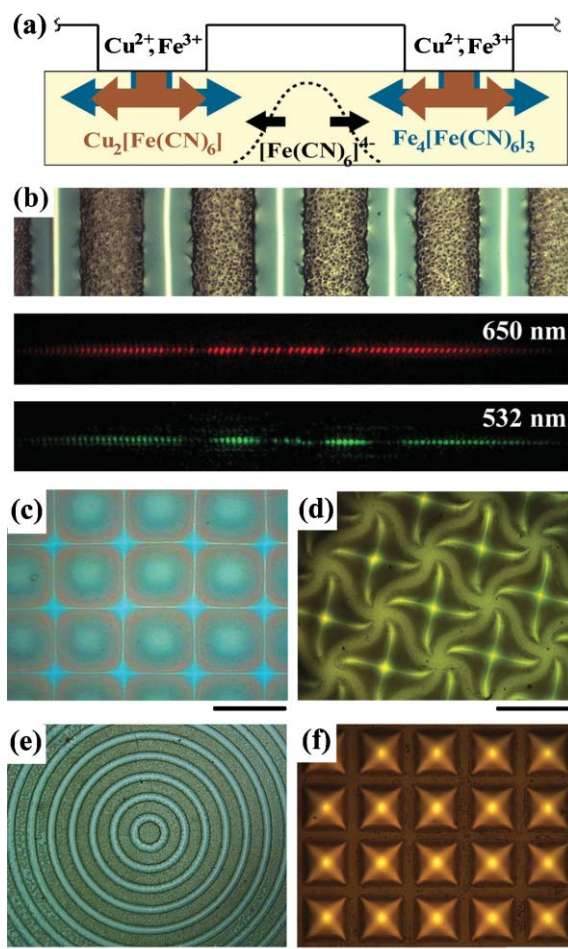 (a)
Cu²⁺, Fe³⁺ Cu²⁺, Fe³⁺
Cu₂[Fe(CN)₆] [Fe(CN)₆]⁴⁻ Fe₄[Fe(CN)₆]₃
(b)
650 nm
532 nm
(c) (d)
(e) (f)